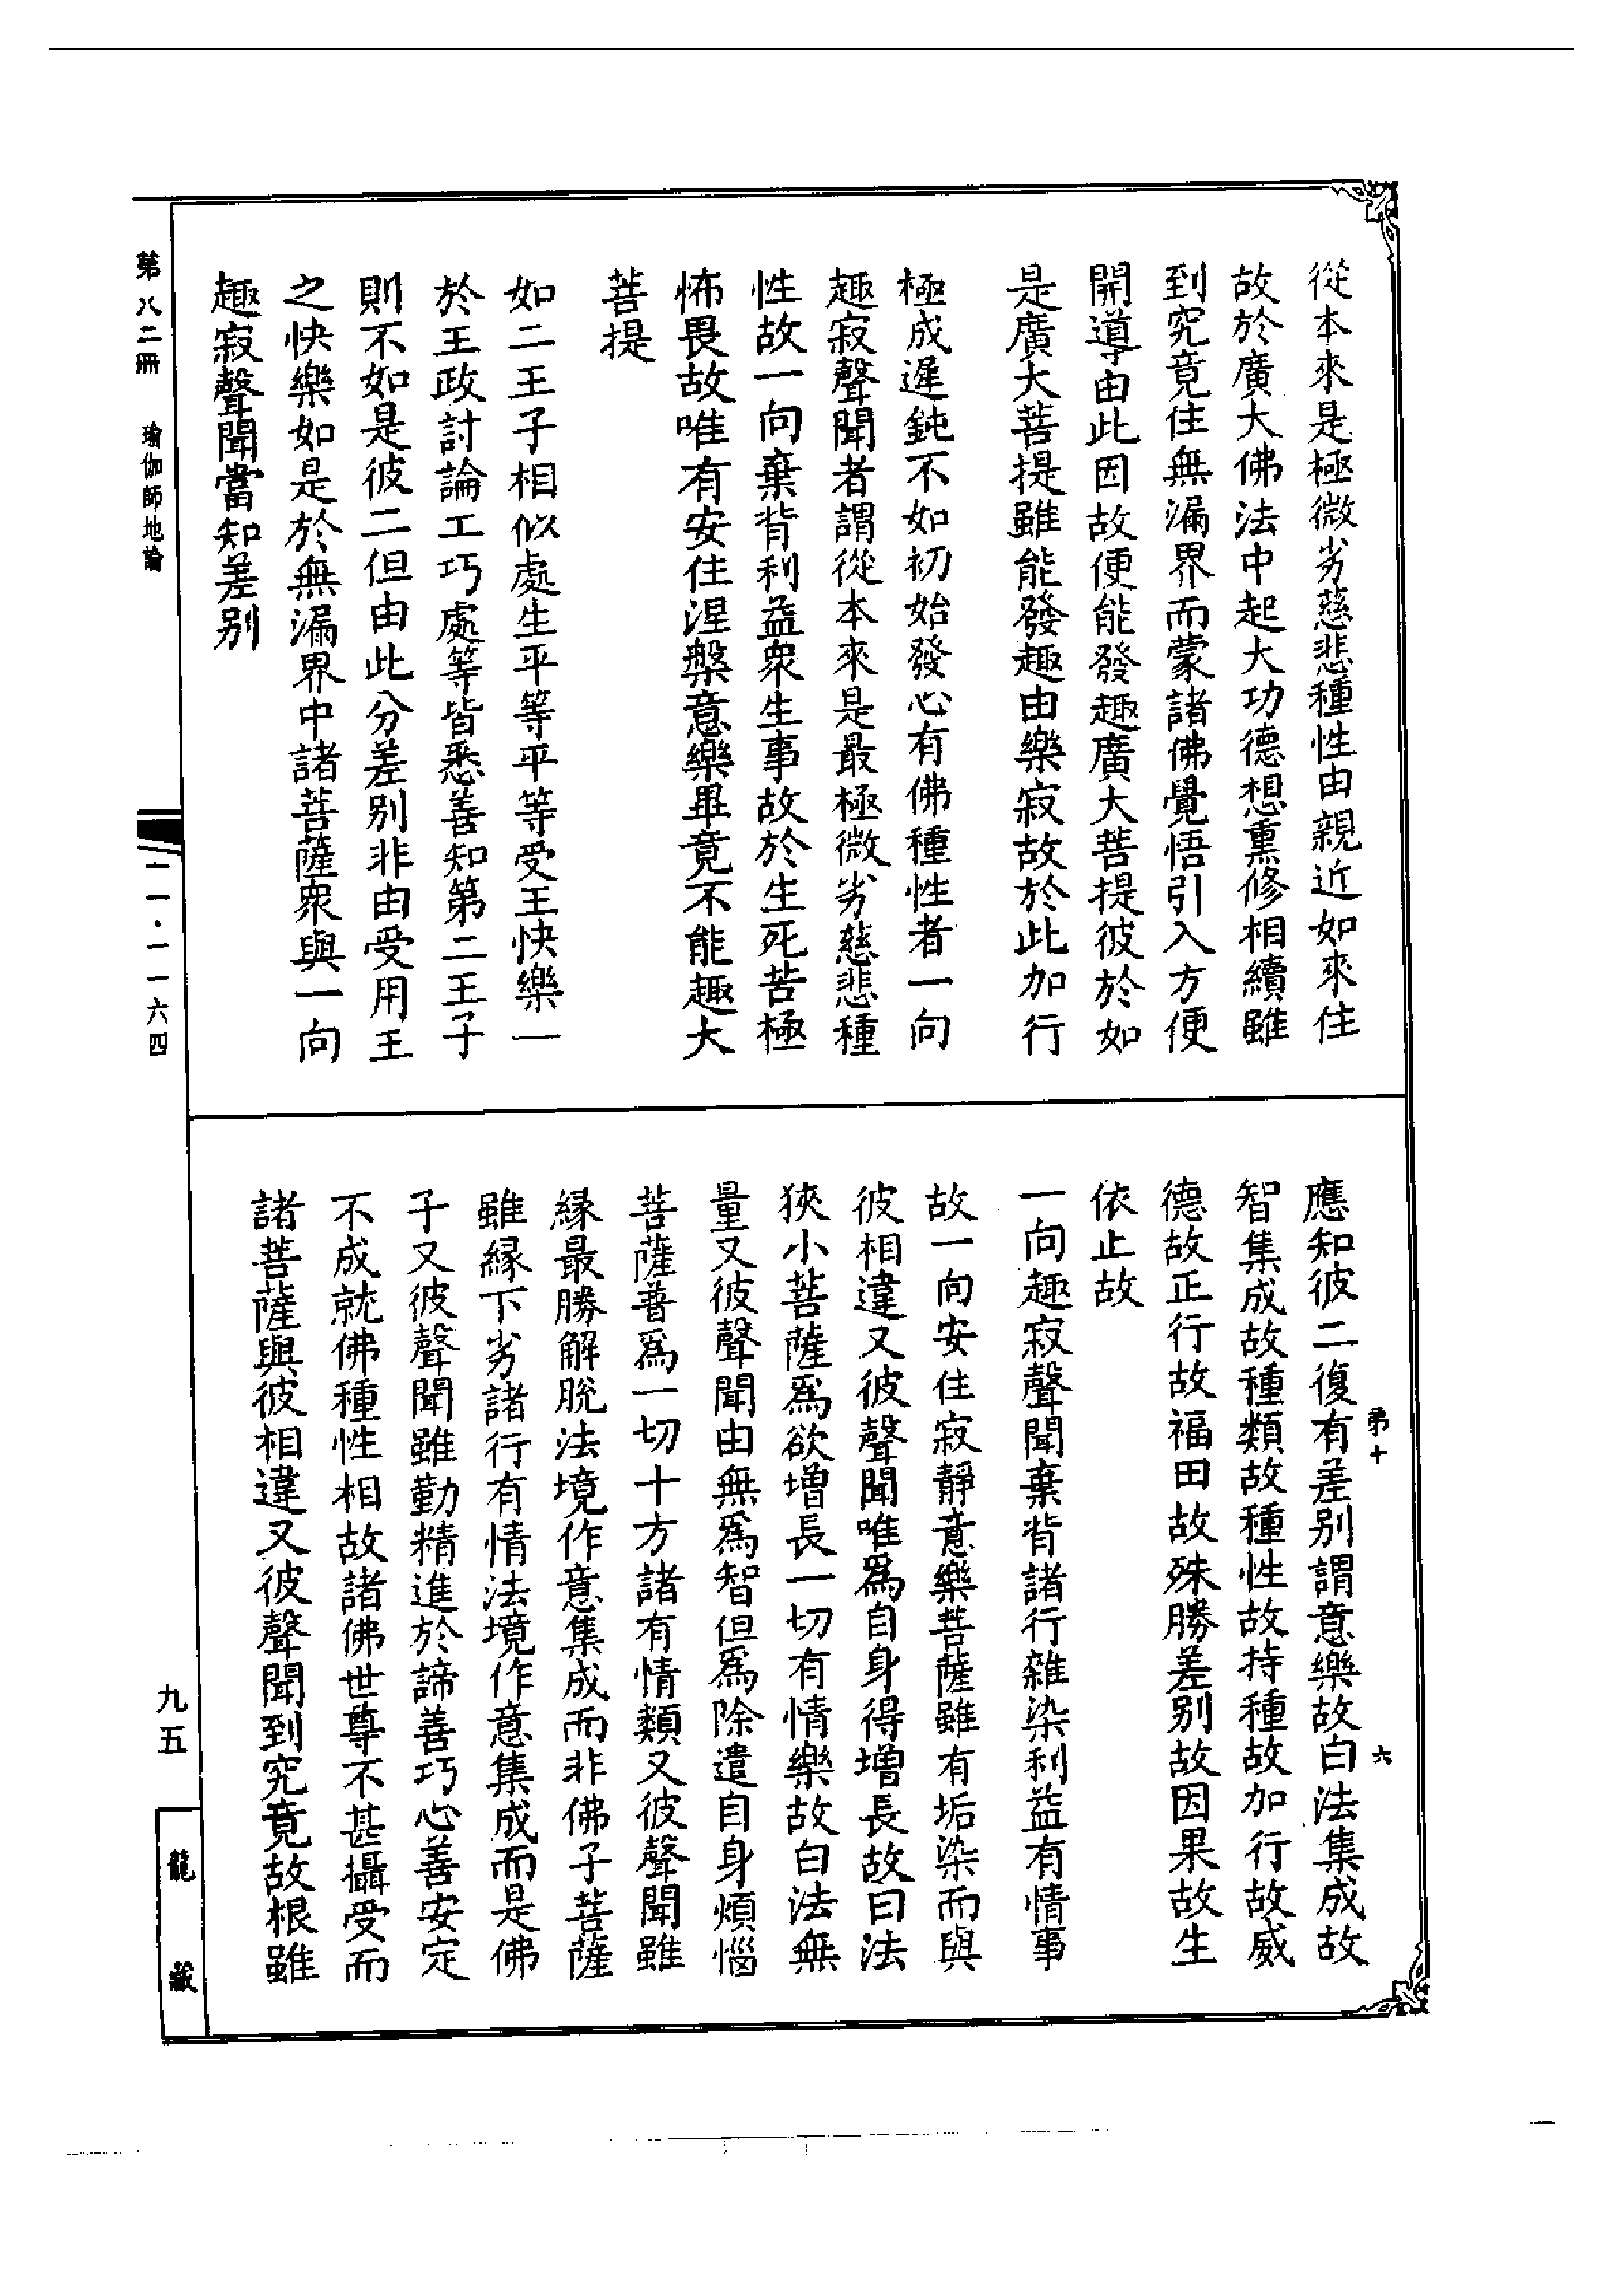 從本來是極微劣慈悲種性由親近如來住
故於廣大佛法中起大功德想熏修相續雖
到究竟住無漏界而蒙諸佛覺悟引入方便
開導由此因故便能發趣廣大菩提彼於如
是廣大菩提雖能發趣由樂寂故於此加行
極成遲鈍不如初始發心有佛種性者一向
趣寂聲聞者謂從本來是最極微劣慈悲種
性故一向棄背利益衆生事故於生死苦極
怖畏故唯有安住涅槃意樂畢竟不能趣大
菩提
如二王子相似處生平等平等受王快樂一
於王政討論工巧處等皆悉善知第二王子
則不如是彼二但由此分差别非由受用王
之快樂如是於無漏界中諸菩薩衆與一向
趣寂聲聞當知差别
應知彼二復有差别謂意樂故白法集成故
智集成故種類故種性故持種故加行故威
德故正行故福田故殊勝差别故因果故生
依止故
一向趣寂聲聞棄背諸行雜染利益有情事
故一向安住寂靜意樂菩薩雖有垢染而與
彼相違又彼聲聞唯爲自身得增長故曰法
狹小菩薩爲欲增長一切有情樂故白法無
量又彼聲聞由無爲智但爲除遣自身煩惱
菩薩普爲一切十方諸有情類又彼聲聞雖
緣最勝解脫法境作意集成而非佛子菩薩
雖緣下劣諸行有情法境作意集成而是佛
子又彼聲聞雖勤精進於諦善巧心善安定
不成就佛種性相故諸佛世尊不甚攝受而
諸菩薩與彼相違又彼聲聞到究竟故根雖
第十
六
第八二冊
瑜伽師地論
一一·一一六四
九五
龍藏